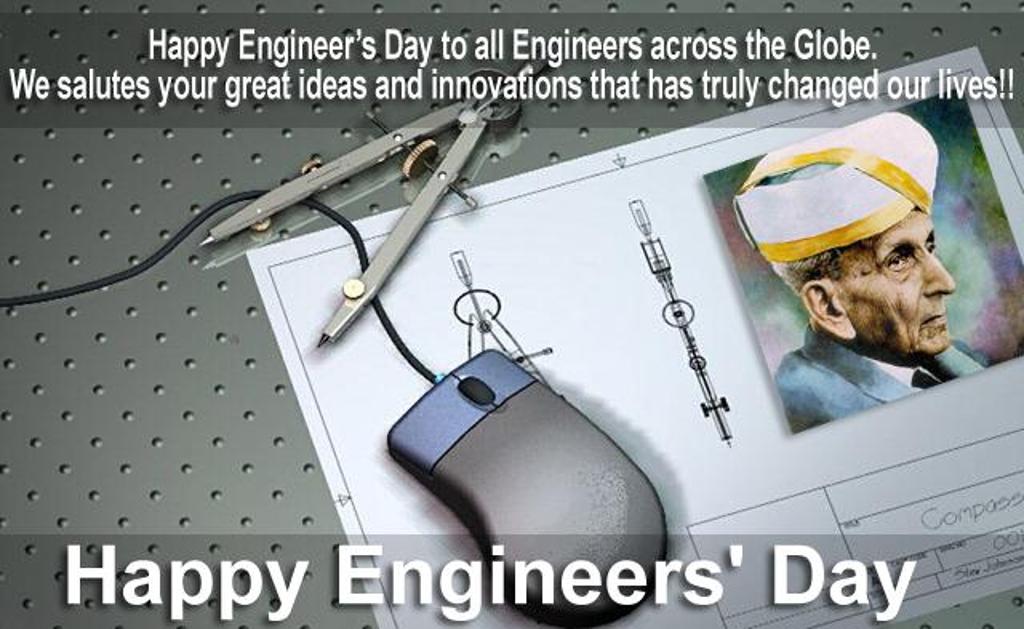 Happy Engineer’s Day to all Engineers across the Globe.
We salutes your great ideas and innovations that has truly changed our lives!!
Compass
001
Happy Engineers' Day